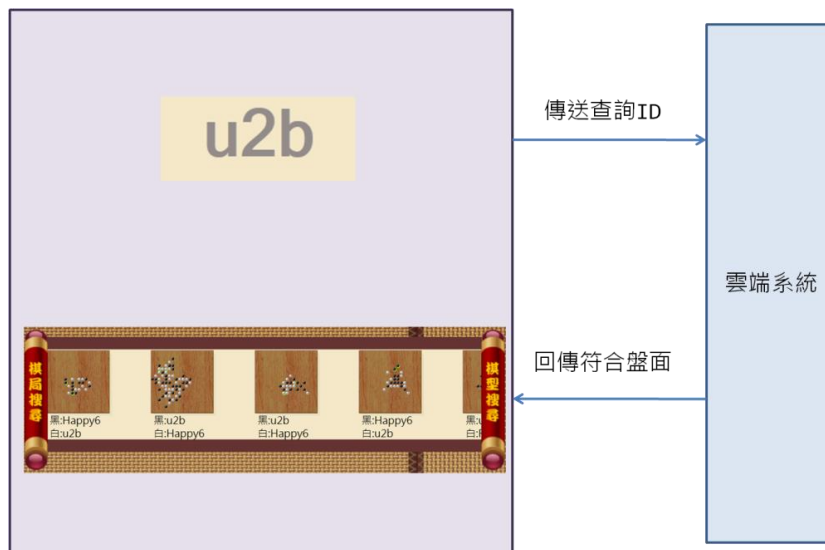 u2b
傳送查詢ID
雲端系統
回傳符合盤面
棋局搜尋
棋型搜尋
黑:Happy6
白:u2b
黑:u2b
白:Happy6
黑:u2b
白:Happy6
黑:Happy6
白:u2b